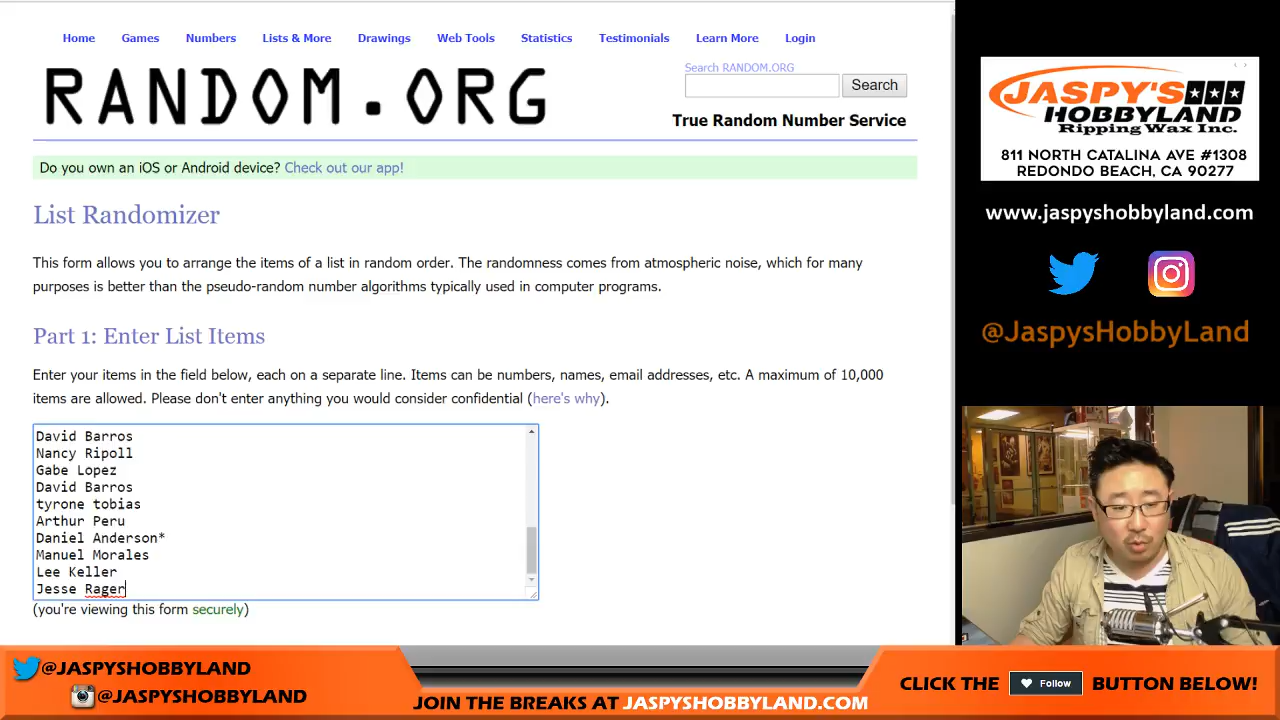 Home Games Numbers Lists & More Drawings Web Tools Statistics Testimonials Learn More Login
RANDOM.ORG
Search RANDOM.ORG
Search
True Random Number Service
Do you own an iOS or Android device? Check out our app!
List Randomizer
This form allows you to arrange the items of a list in random order. The randomness comes from atmospheric noise, which for many
purposes is better than the pseudo-random number algorithms typically used in computer programs.
Part 1: Enter List Items
Enter your items in the field below, each on a separate line. Items can be numbers, names, email addresses, etc. A maximum of 10,000
items are allowed. Please don't enter anything you would consider confidential (here's why).
David Barros
Nancy Ripoll
Gabe Lopez
David Barros
tyrone tobias
Arthur Peru
Daniel Anderson*
Manuel Morales
Lee Keller
Jesse Rager
(you're viewing this form securely)
JASPY'S
HOBBYLAND
Ripping Wax Inc.
811 NORTH CATALINA AVE #1308
REDONDO BEACH, CA 90277
www.jaspyshobbyland.com
@JaspysHobbyLand
@JASPYSHOBBYLAND
@JASPYSHOBBYLAND
JOIN THE BREAKS AT JASPYSHOBBYLAND.COM
CLICK THE Follow BUTTON BELOW!